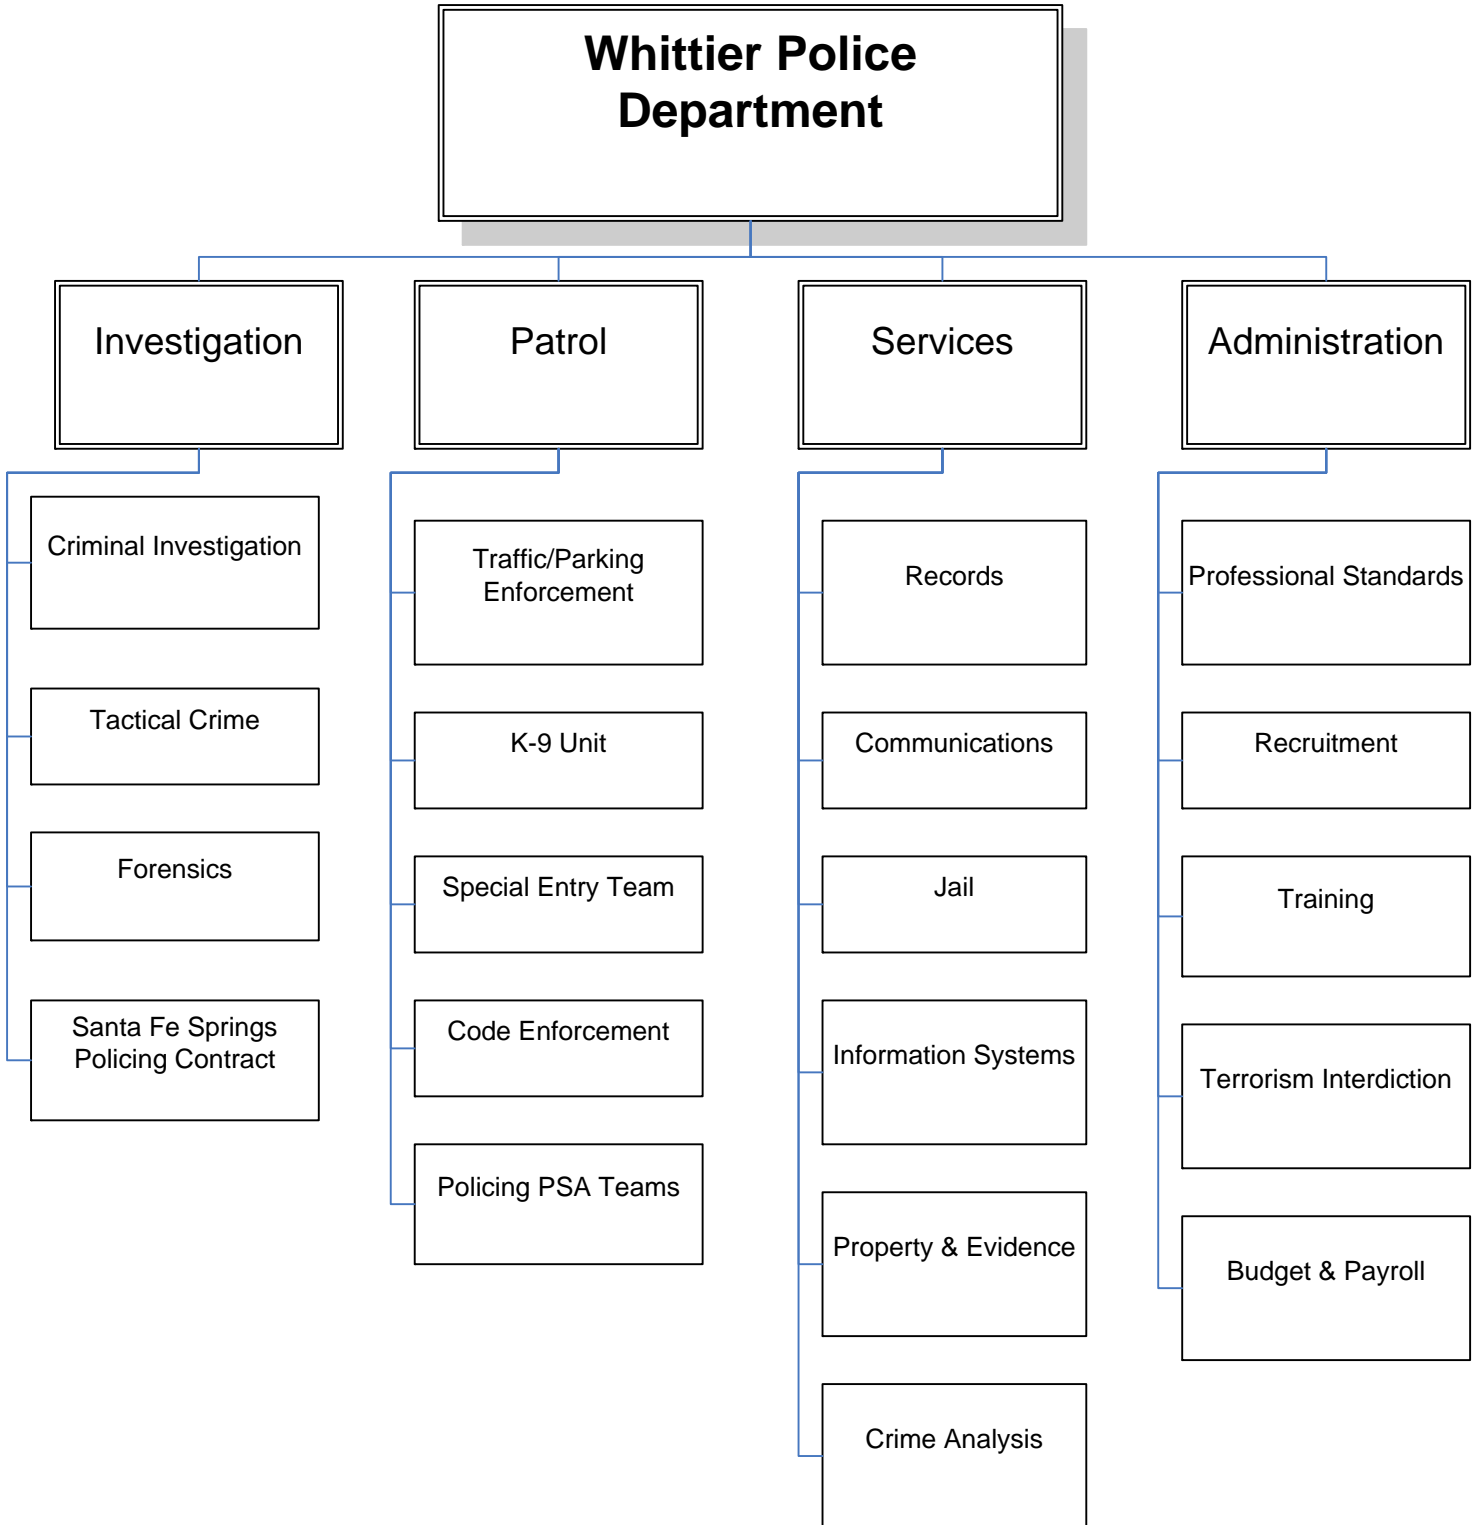 Whittier Police
Department
Investigation
Patrol
Services
Administration
Criminal Investigation
Tactical Crime
Forensics
Santa Fe Springs
Policing Contract
Traffic/Parking
Enforcement
K-9 Unit
Special Entry Team
Code Enforcement
Policing PSA Teams
Records
Communications
Jail
Information Systems
Property & Evidence
Crime Analysis
Professional Standards
Recruitment
Training
Terrorism Interdiction
Budget & Payroll